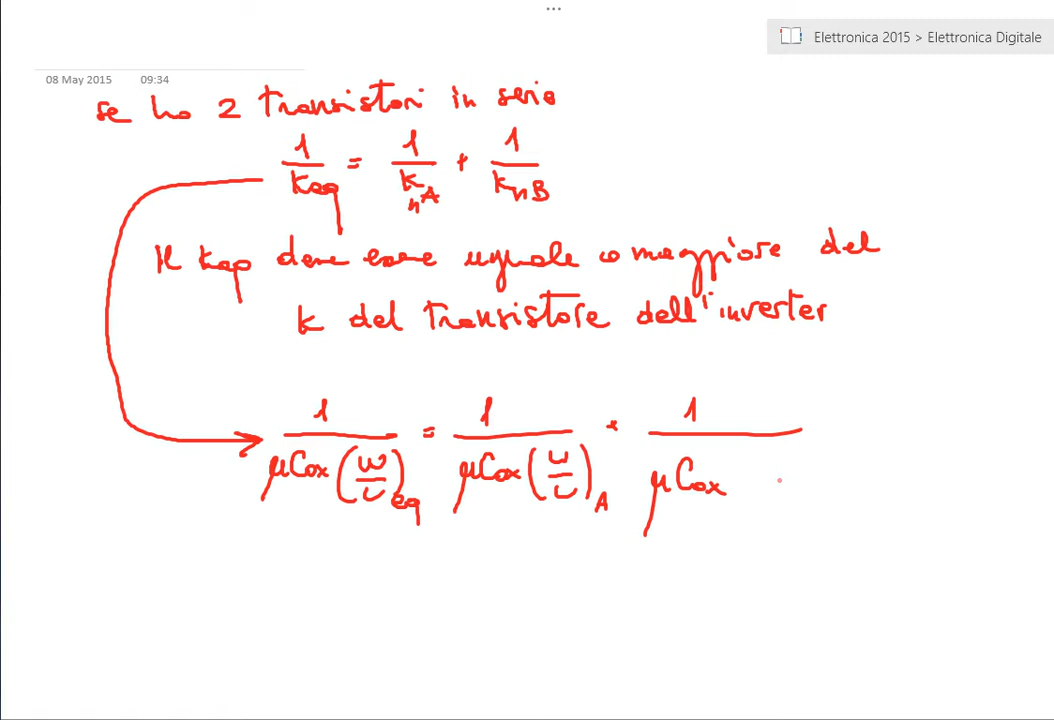 Elettronica 2015 > Elettronica Digitale
08 May 2015 09:34
se ho 2 transistori in serie
1/keq = 1/knA + 1/knB
Il keq deve essere uguale o maggiore del
k del transistore dell'inverter
1/(μCox(W/L)eq) = 1/(μCox(W/L)A) + 1/(μCox